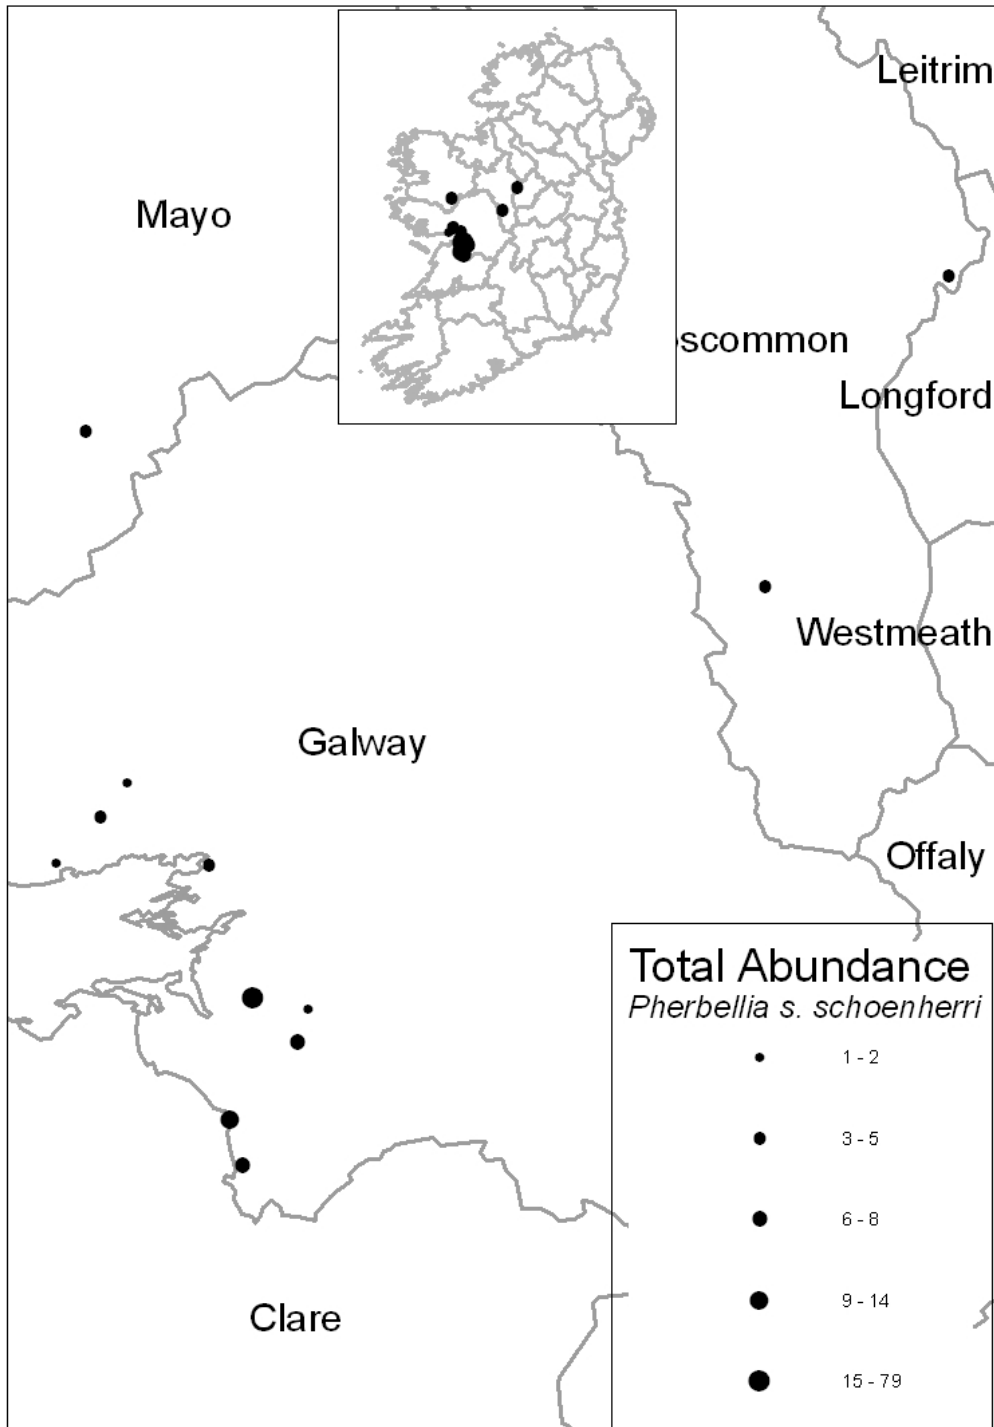 Leitrim
Mayo
scommon
Longford
Westmeath
Galway
Offaly
Total Abundance
Pherbellia s. schoenherri
1 - 2
3 - 5
6 - 8
9 - 14
Clare
15 - 79